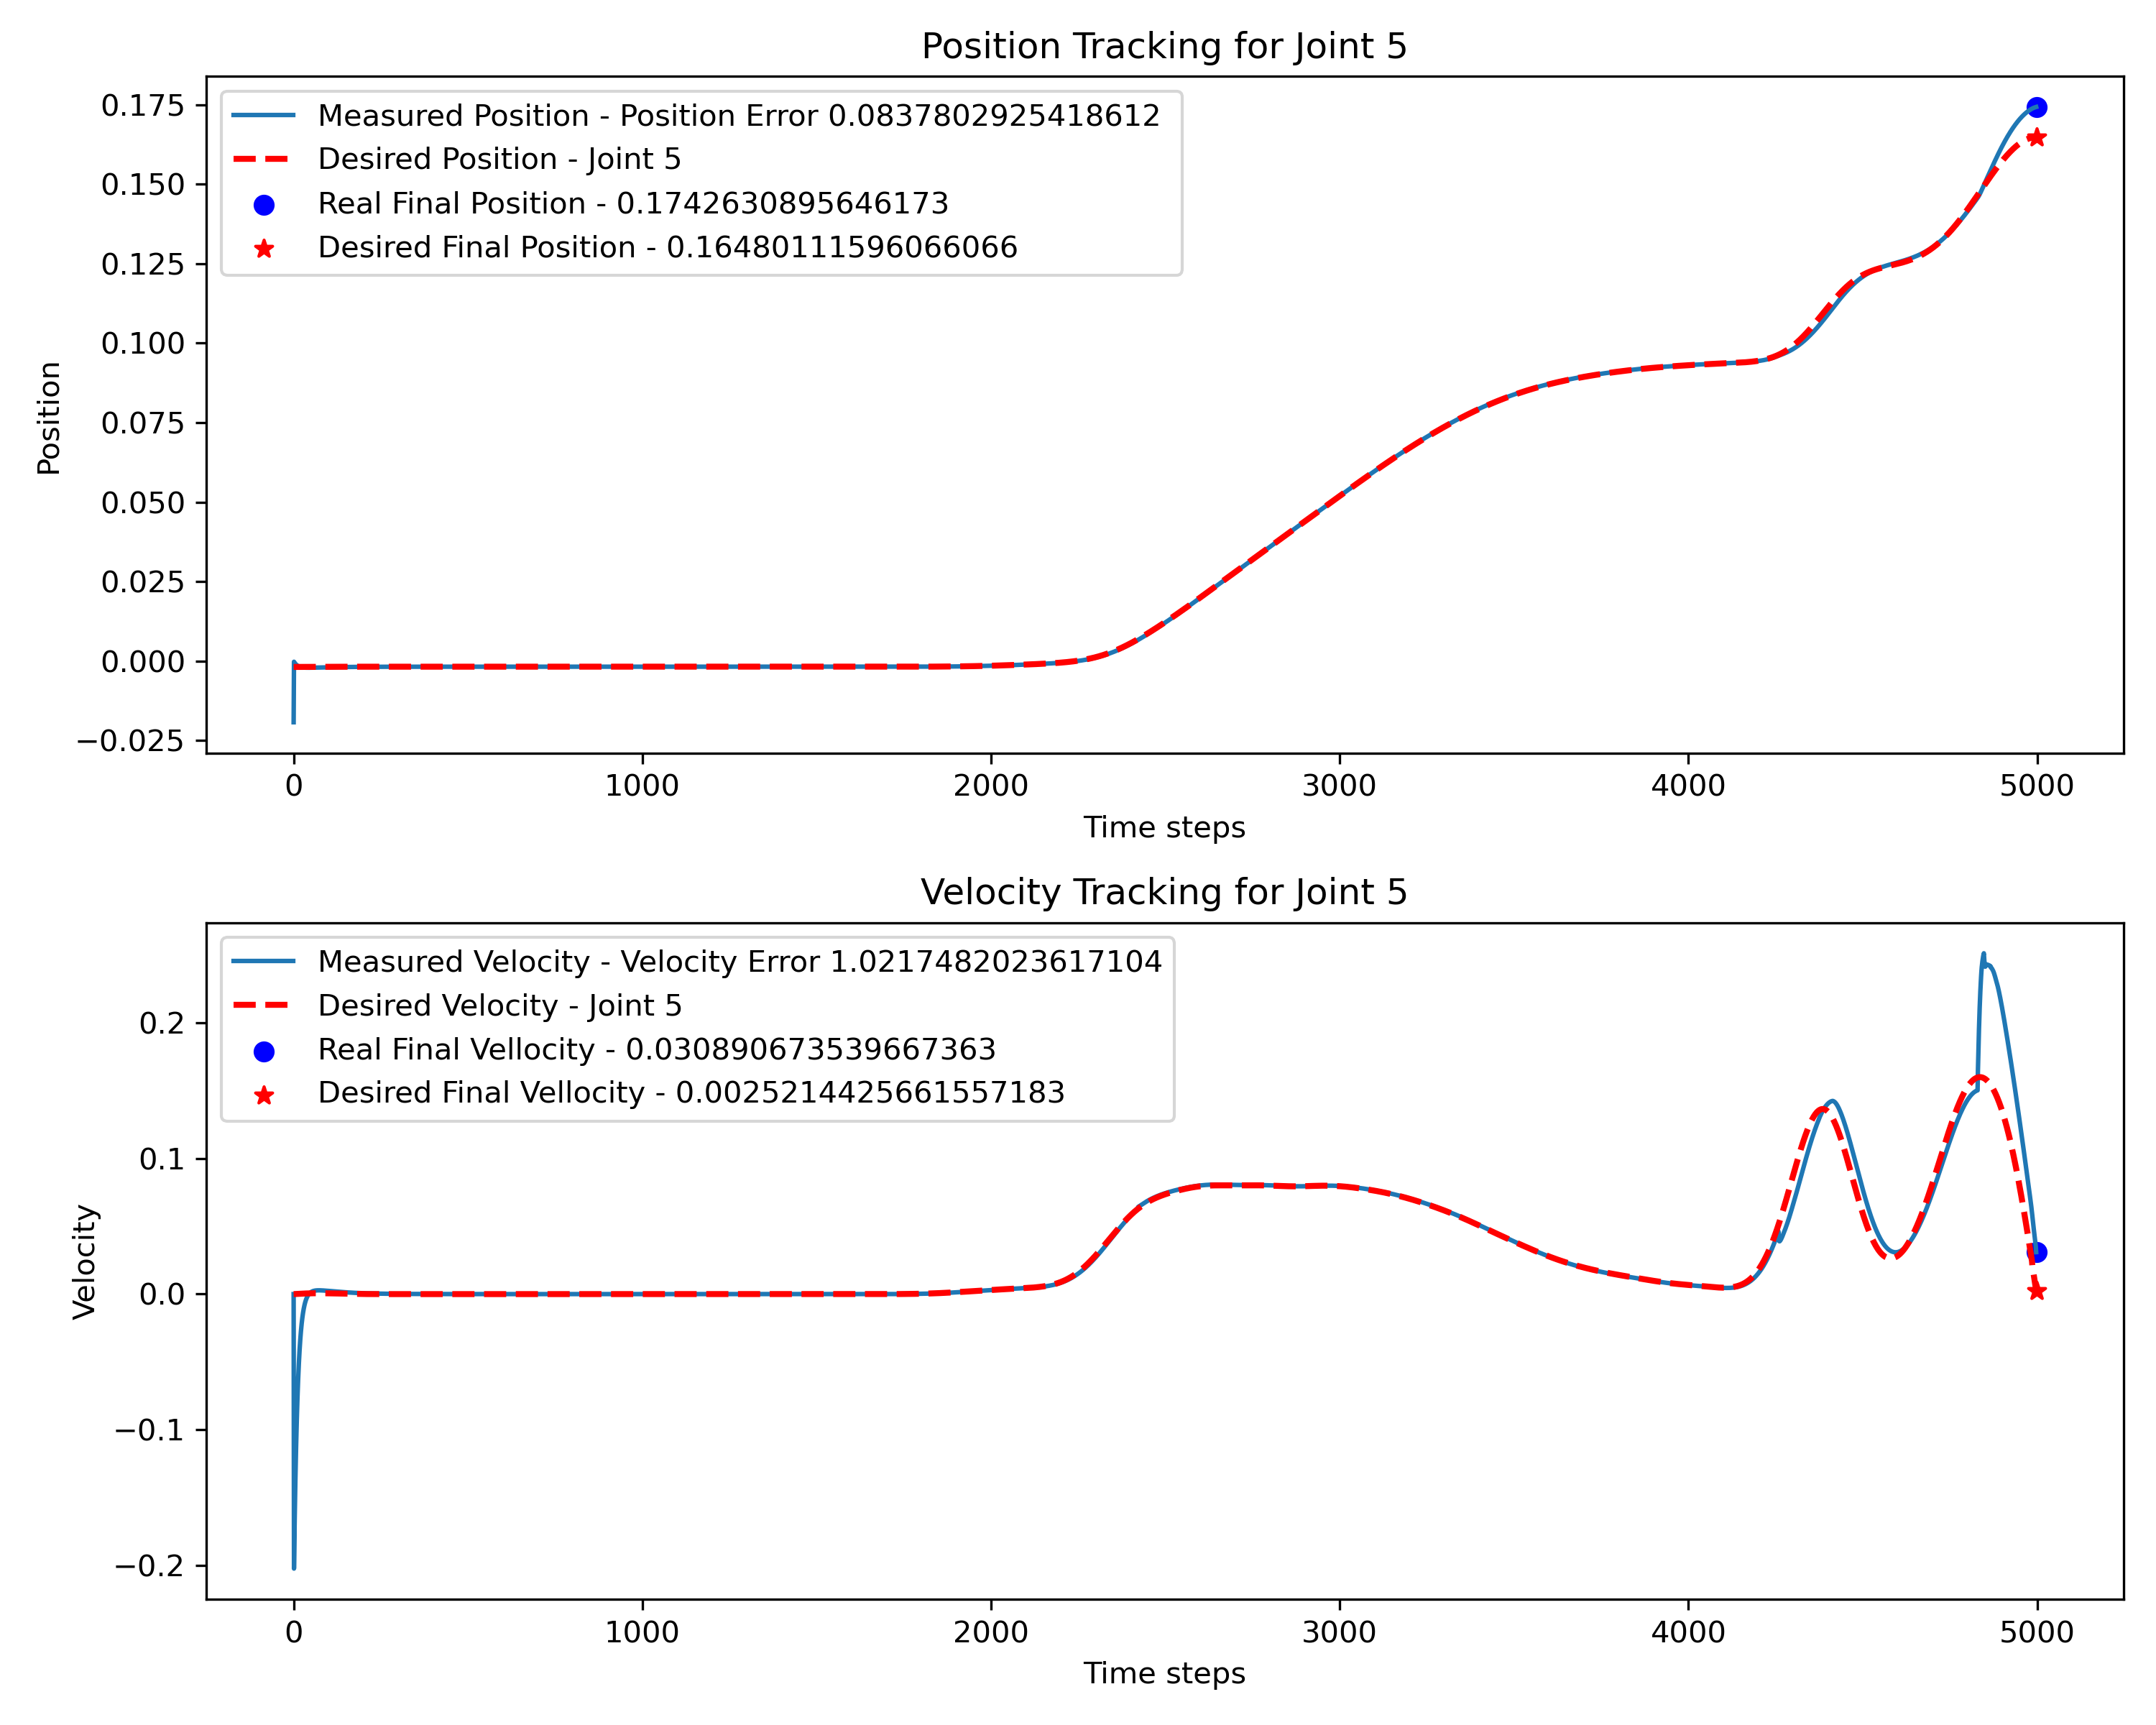 Position Tracking for Joint 5
Measured Position - Position Error 0.0837802925418612
Desired Position - Joint 5
Real Final Position - 0.1742630895646173
Desired Final Position - 0.16480111596066066
0.175
0.150
0.125
0.100
0.075
0.050
0.025
0.000
−0.025
Position
0 1000 2000 3000 4000 5000
Time steps
Velocity Tracking for Joint 5
Measured Velocity - Velocity Error 1.0217482023617104
Desired Velocity - Joint 5
Real Final Vellocity - 0.030890673539667363
Desired Final Vellocity - 0.0025214425661557183
0.2
0.1
0.0
−0.1
−0.2
Velocity
0 1000 2000 3000 4000 5000
Time steps